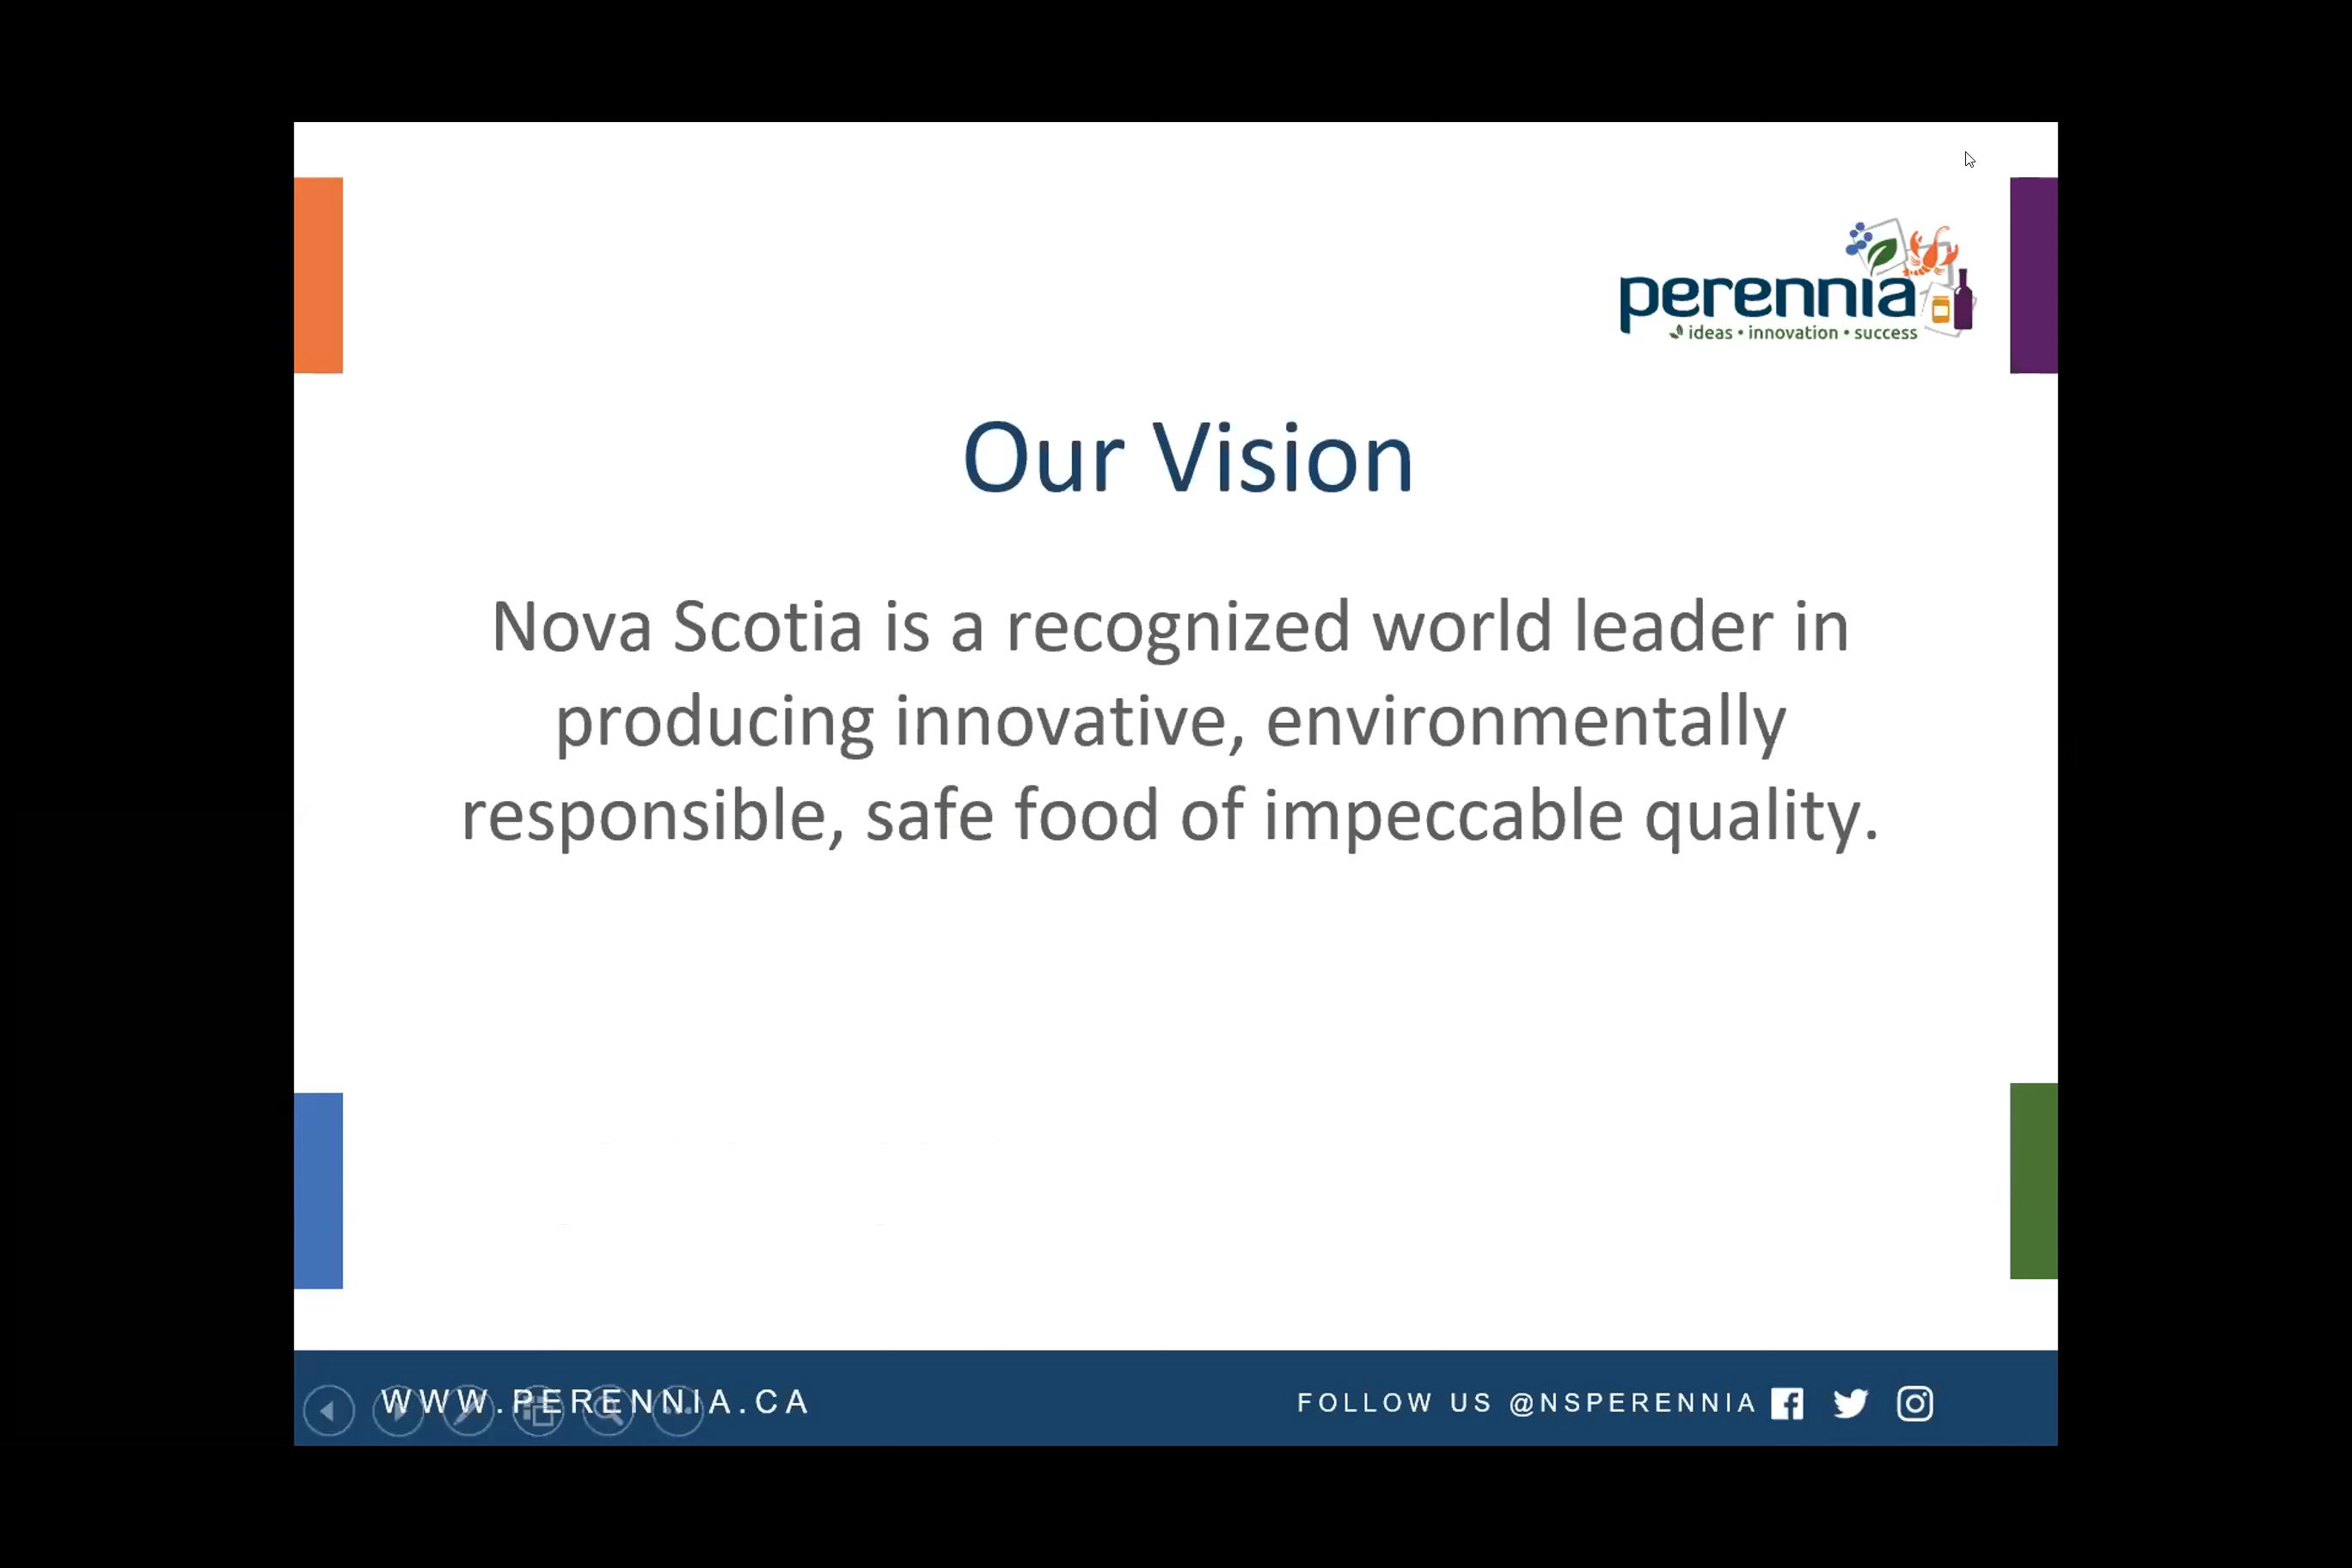 perennia
ideas • innovation • success
Our Vision
Nova Scotia is a recognized world leader in
producing innovative, environmentally
responsible, safe food of impeccable quality.
WWW.PERENNIA.CA
FOLLOW US @NSPERENNIA